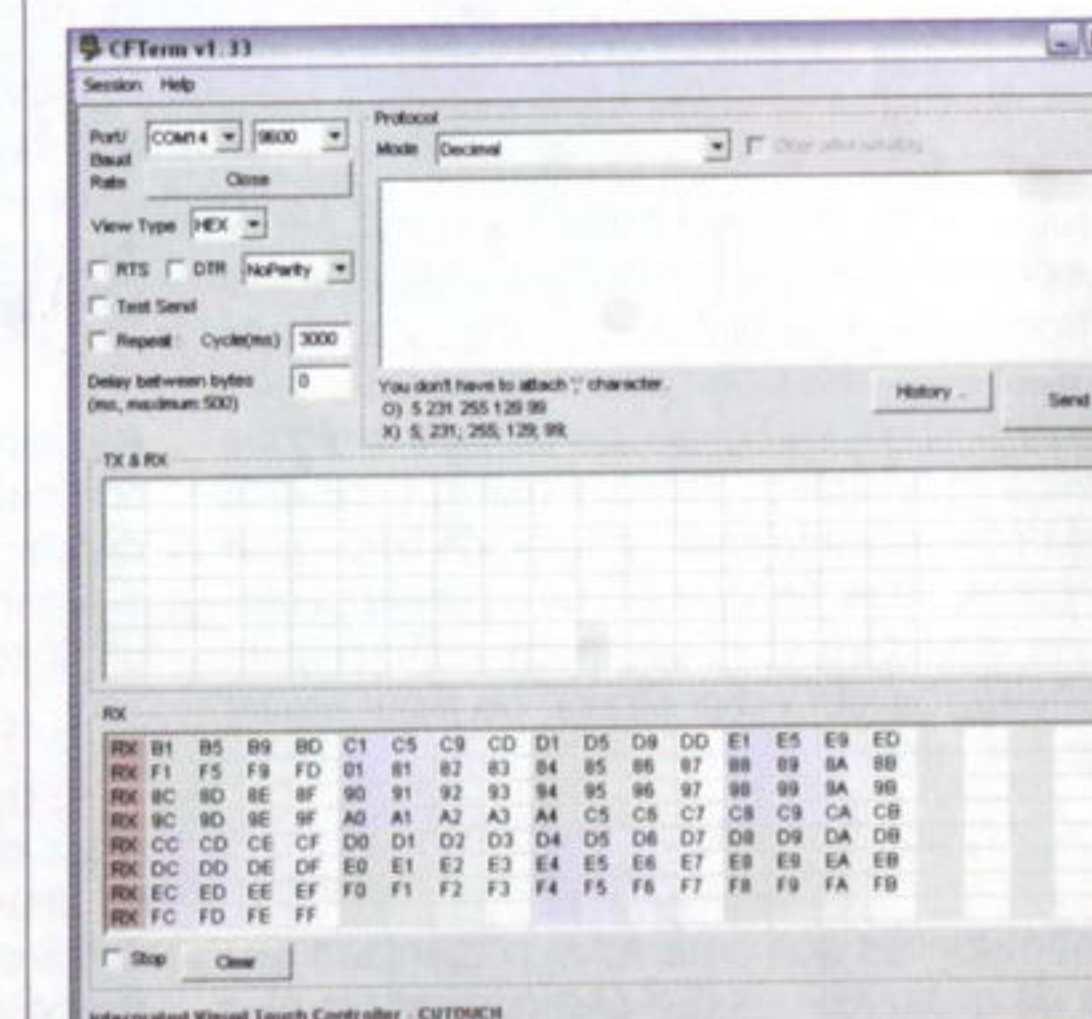 CFTerm v1.33
Session Help
Port/ Baud Rate COM14 9600
Close
View Type HEX
RTS DTR NoParity
Test Send
Repeat: Cycle(ms) 3000
Delay between bytes (ms, maximum:500) 0
Protocol
Mode Decimal
You don't have to attach ';' character.
O) 5 231 255 129 99
X) 5; 231; 255; 129; 99;
History ..
Send
TX & RX
RX
RX B1 B5 B9 BD C1 C5 C9 CD D1 D5 D9 DD E1 E5 E9 ED
RX F1 F5 F9 FD 81 82 83 84 85 86 87 88 89 8A 8B
RX 8C 8D 8E 8F 90 91 92 93 94 95 96 97 98 99 9A 9B
RX 9C 9D 9E 9F A0 A1 A2 A3 A4 C5 C6 C7 C8 C9 CA CB
RX CC CD CE CF D0 D1 D2 D3 D4 D5 D6 D7 D8 D9 DA DB
RX DC DD DE DF E0 E1 E2 E3 E4 E5 E6 E7 E8 E9 EA EB
RX EC ED EE EF F0 F1 F2 F3 F4 F5 F6 F7 F8 F9 FA FB
RX FC FD FE FF
Stop Clear
Integrated Visual Touch Controller - CUTOUCH